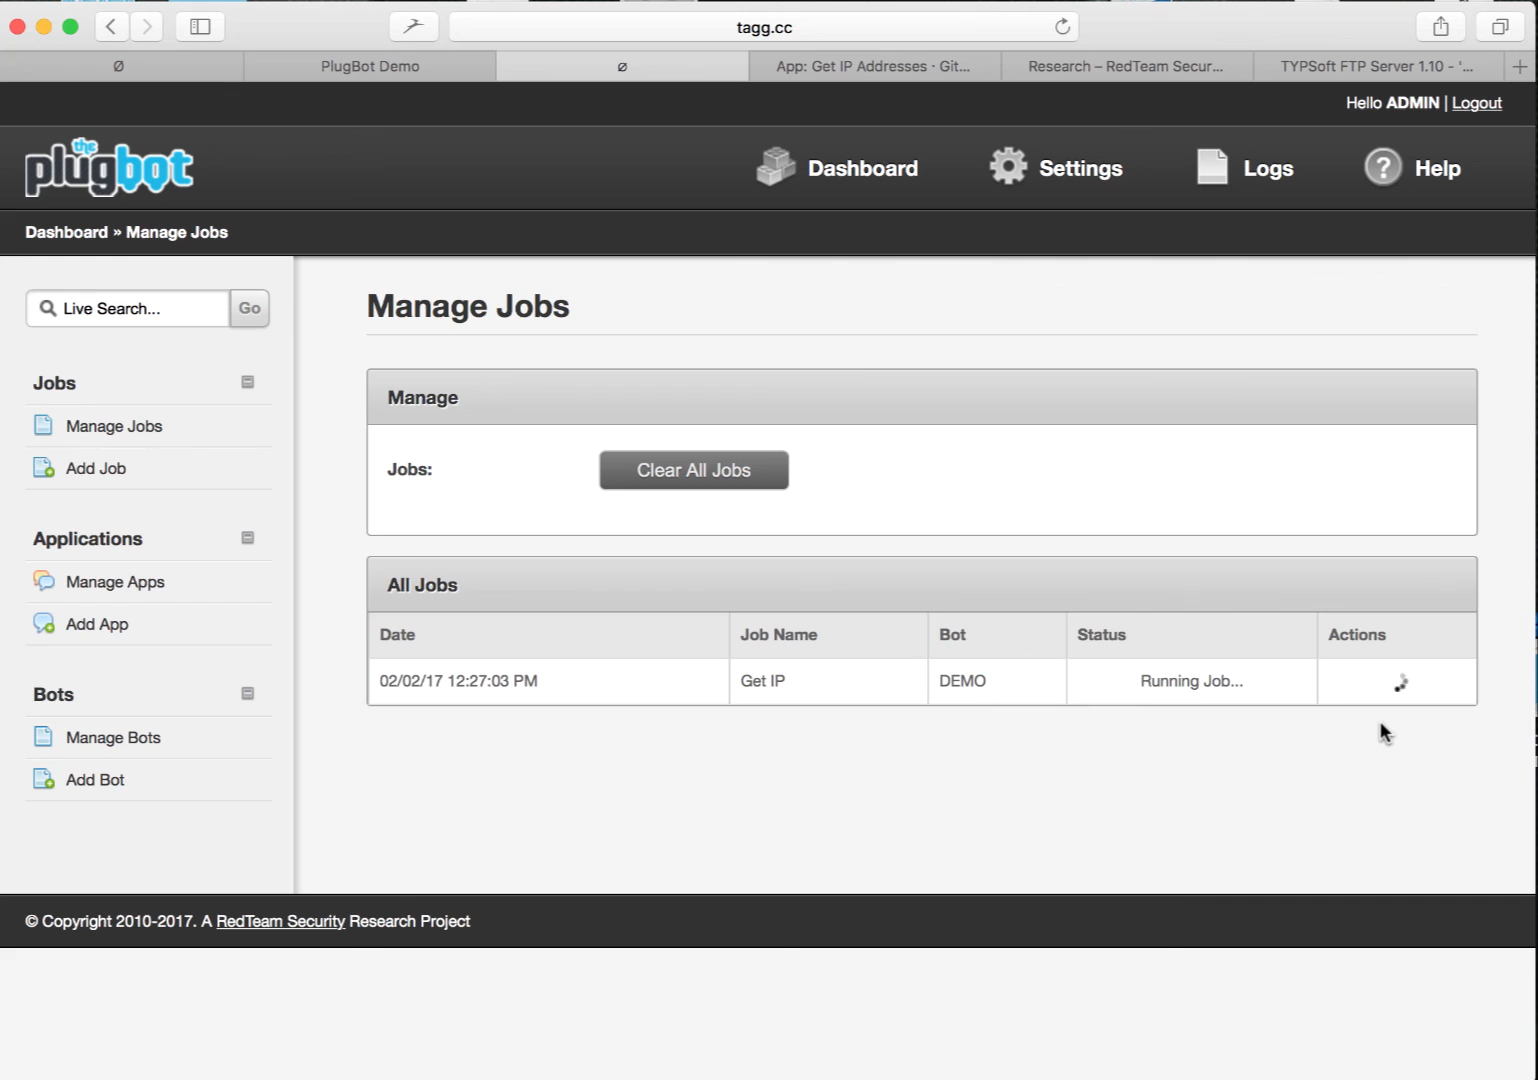 tagg.cc
Ø
PlugBot Demo
ø
App: Get IP Addresses · Git...
Research – RedTeam Secur...
TYPSoft FTP Server 1.10 - '...
Hello ADMIN | Logout
the plugbot
Dashboard
Settings
Logs
? Help
Dashboard » Manage Jobs
Live Search...
Go
Jobs
Manage Jobs
Add Job
Applications
Manage Apps
Add App
Bots
Manage Bots
Add Bot
Manage Jobs
Manage
Jobs:
Clear All Jobs
All Jobs
Date Job Name Bot Status Actions
02/02/17 12:27:03 PM Get IP DEMO Running Job...
© Copyright 2010-2017. A RedTeam Security Research Project